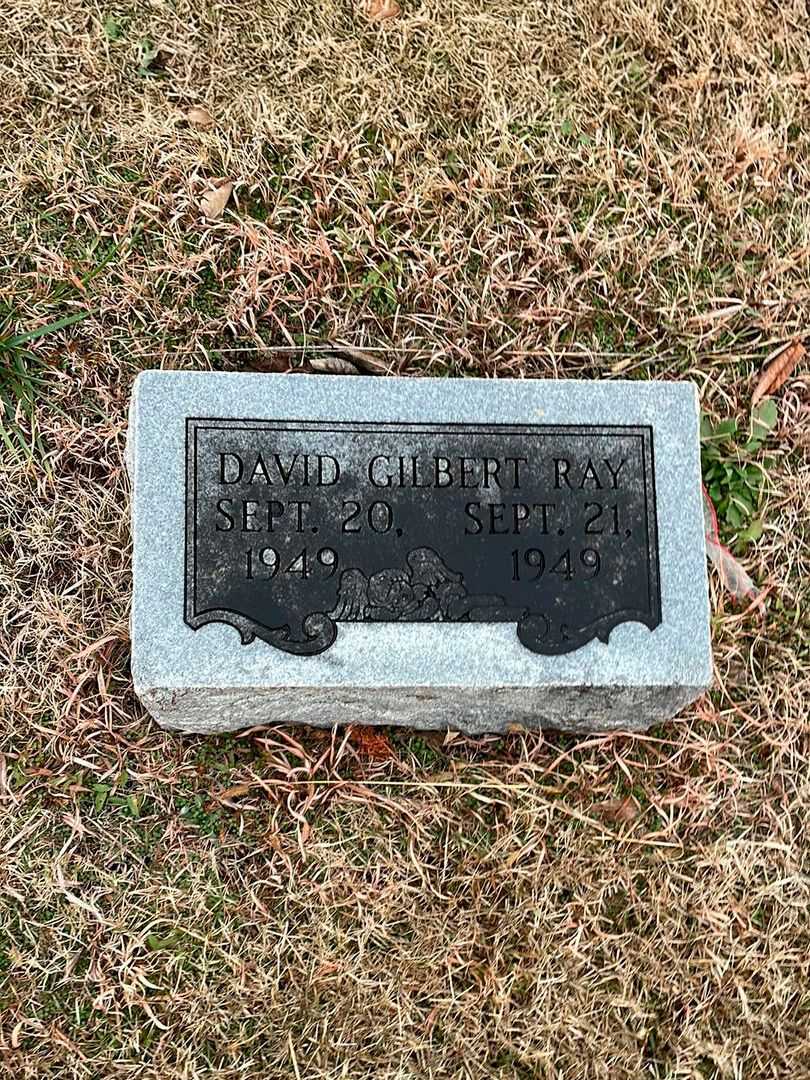 DAVID GILBERT RAY
SEPT. 20, SEPT. 21,
1949 1949